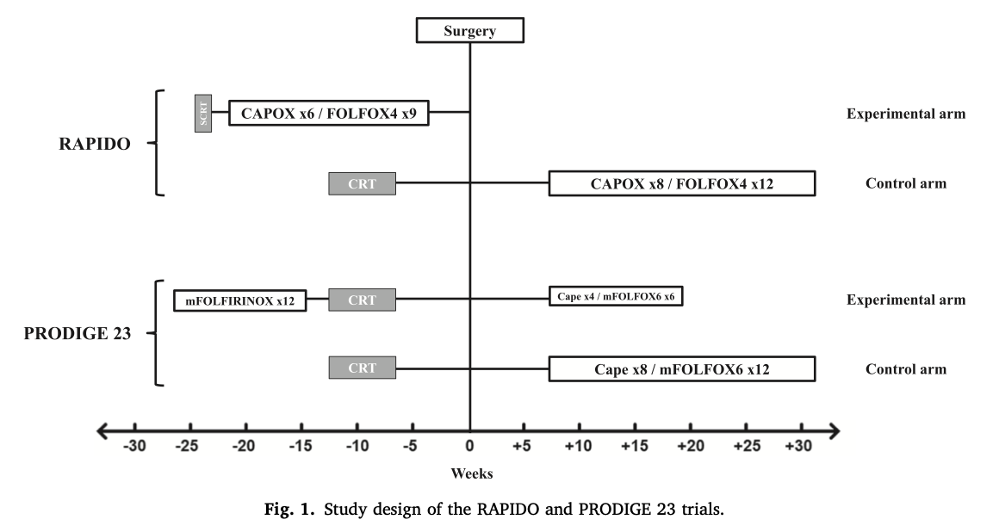 Surgery
SCRT
CAPOX x6 / FOLFOX4 x9
Experimental arm
RAPIDO
CRT
CAPOX x8 / FOLFOX4 x12
Control arm
mFOLFIRINOX x12
CRT
Cape x4 / mFOLFOX6 x6
Experimental arm
PRODIGE 23
CRT
Cape x8 / mFOLFOX6 x12
Control arm
-30 -25 -20 -15 -10 -5 0 +5 +10 +15 +20 +25 +30
Weeks
Fig. 1. Study design of the RAPIDO and PRODIGE 23 trials.